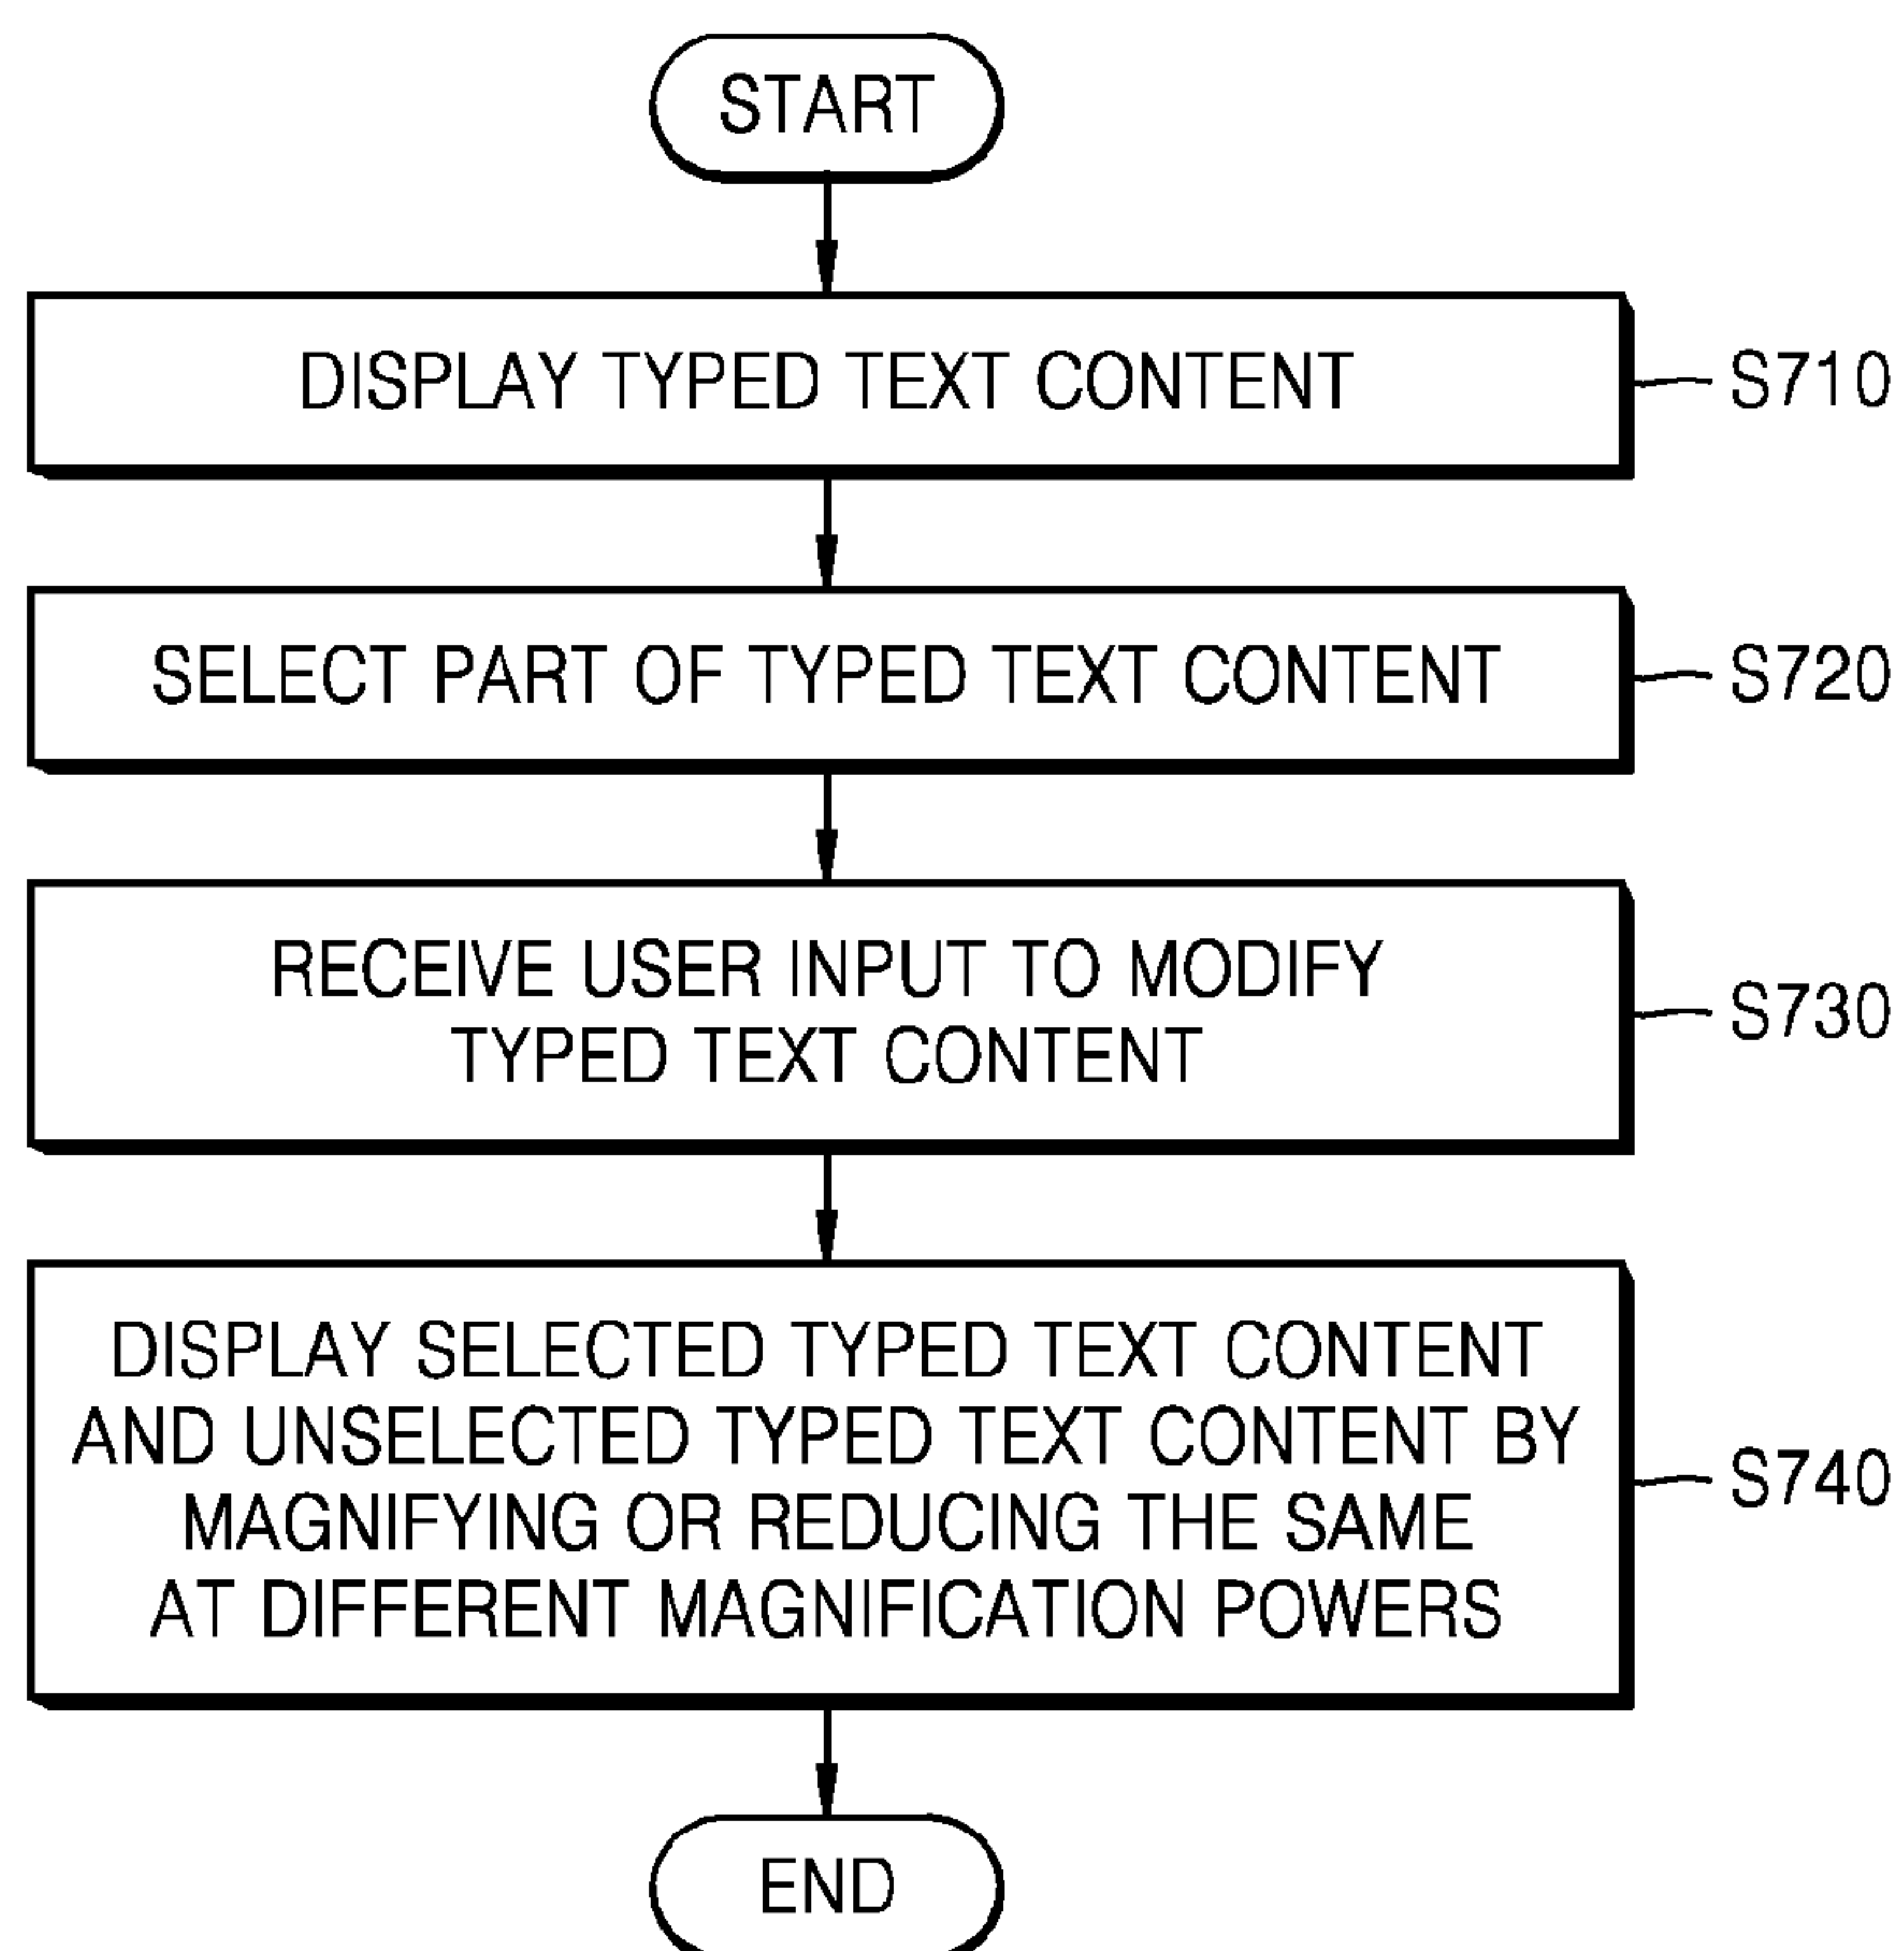 START
DISPLAY TYPED TEXT CONTENT
S710
SELECT PART OF TYPED TEXT CONTENT
S720
RECEIVE USER INPUT TO MODIFY
TYPED TEXT CONTENT
S730
DISPLAY SELECTED TYPED TEXT CONTENT
AND UNSELECTED TYPED TEXT CONTENT BY
MAGNIFYING OR REDUCING THE SAME
AT DIFFERENT MAGNIFICATION POWERS
S740
END